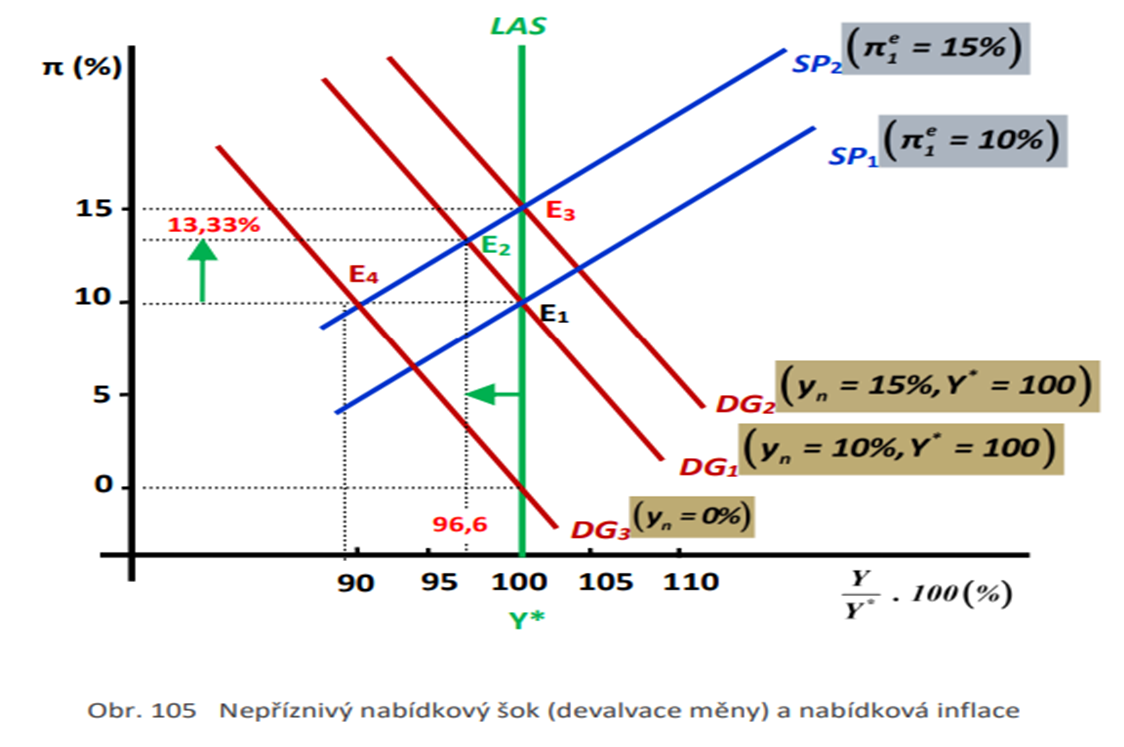 LAS
π (%)
SP₂ (π₁ᵉ = 15%)
SP₁ (π₁ᵉ = 10%)
15
13,33%
E₃
E₂
E₄
10
E₁
5
DG₂ (yₙ = 15%, Y* = 100)
DG₁ (yₙ = 10%, Y* = 100)
0
96,6
DG₃ (yₙ = 0%)
90 95 100 105 110
Y/Y* . 100 (%)
Y*
Obr. 105 Nepříznivý nabídkový šok (devalvace měny) a nabídková inflace